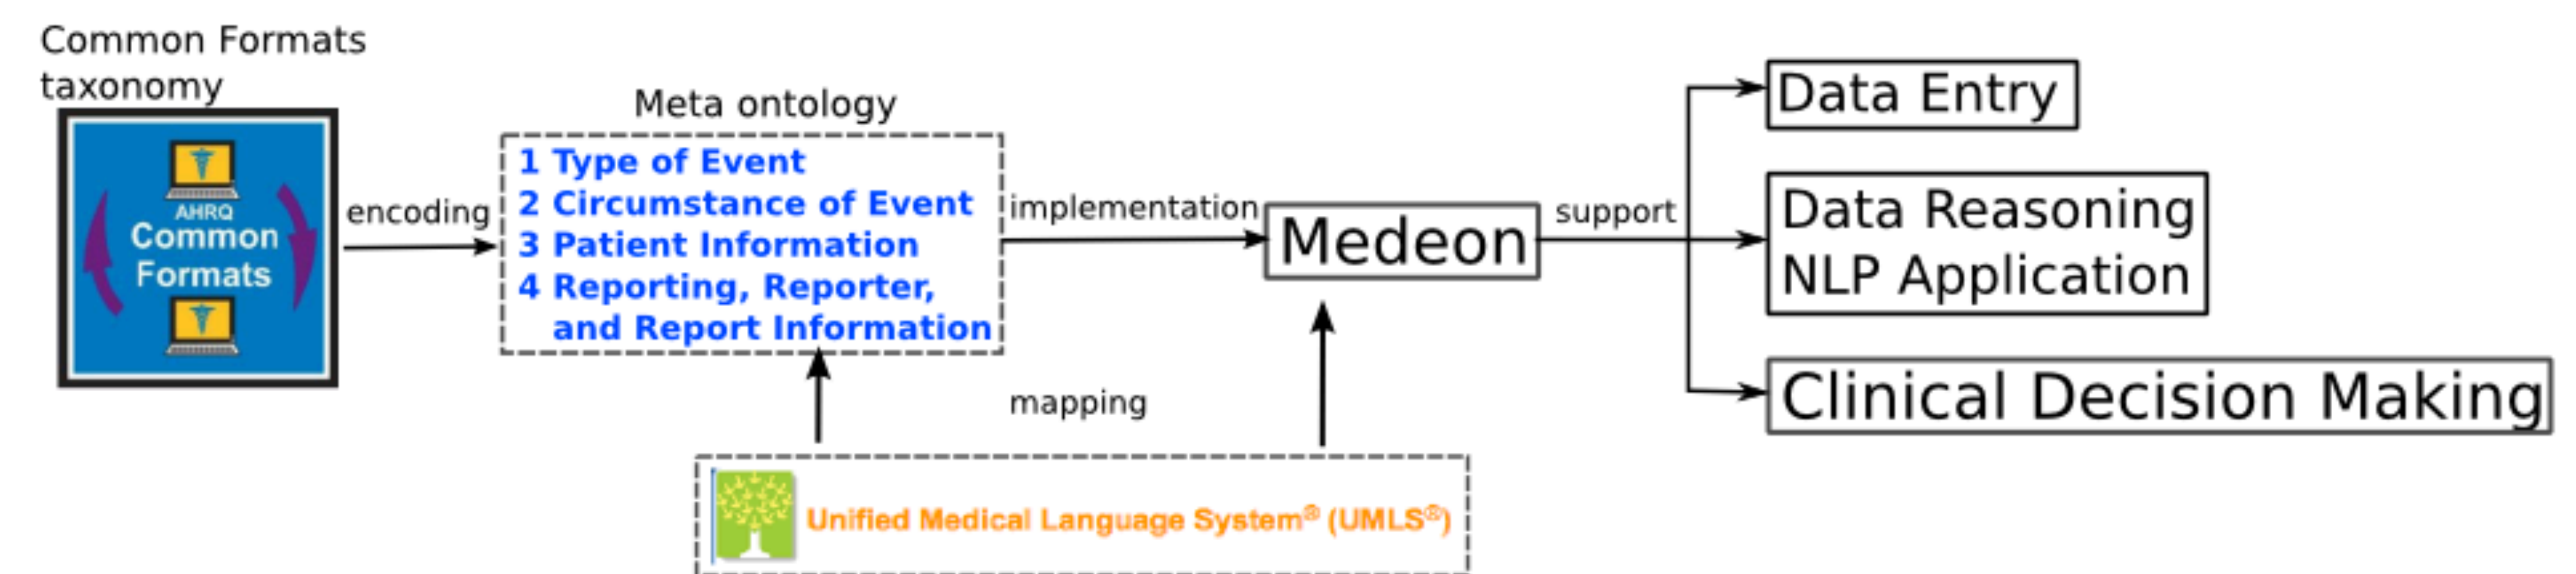 Common Formats
taxonomy
AHRQ
Common
Formats
encoding
Meta ontology
1 Type of Event
2 Circumstance of Event
3 Patient Information
4 Reporting, Reporter,
and Report Information
implementation
Medeon
support
Data Entry
Data Reasoning
NLP Application
Clinical Decision Making
mapping
Unified Medical Language System® (UMLS®)